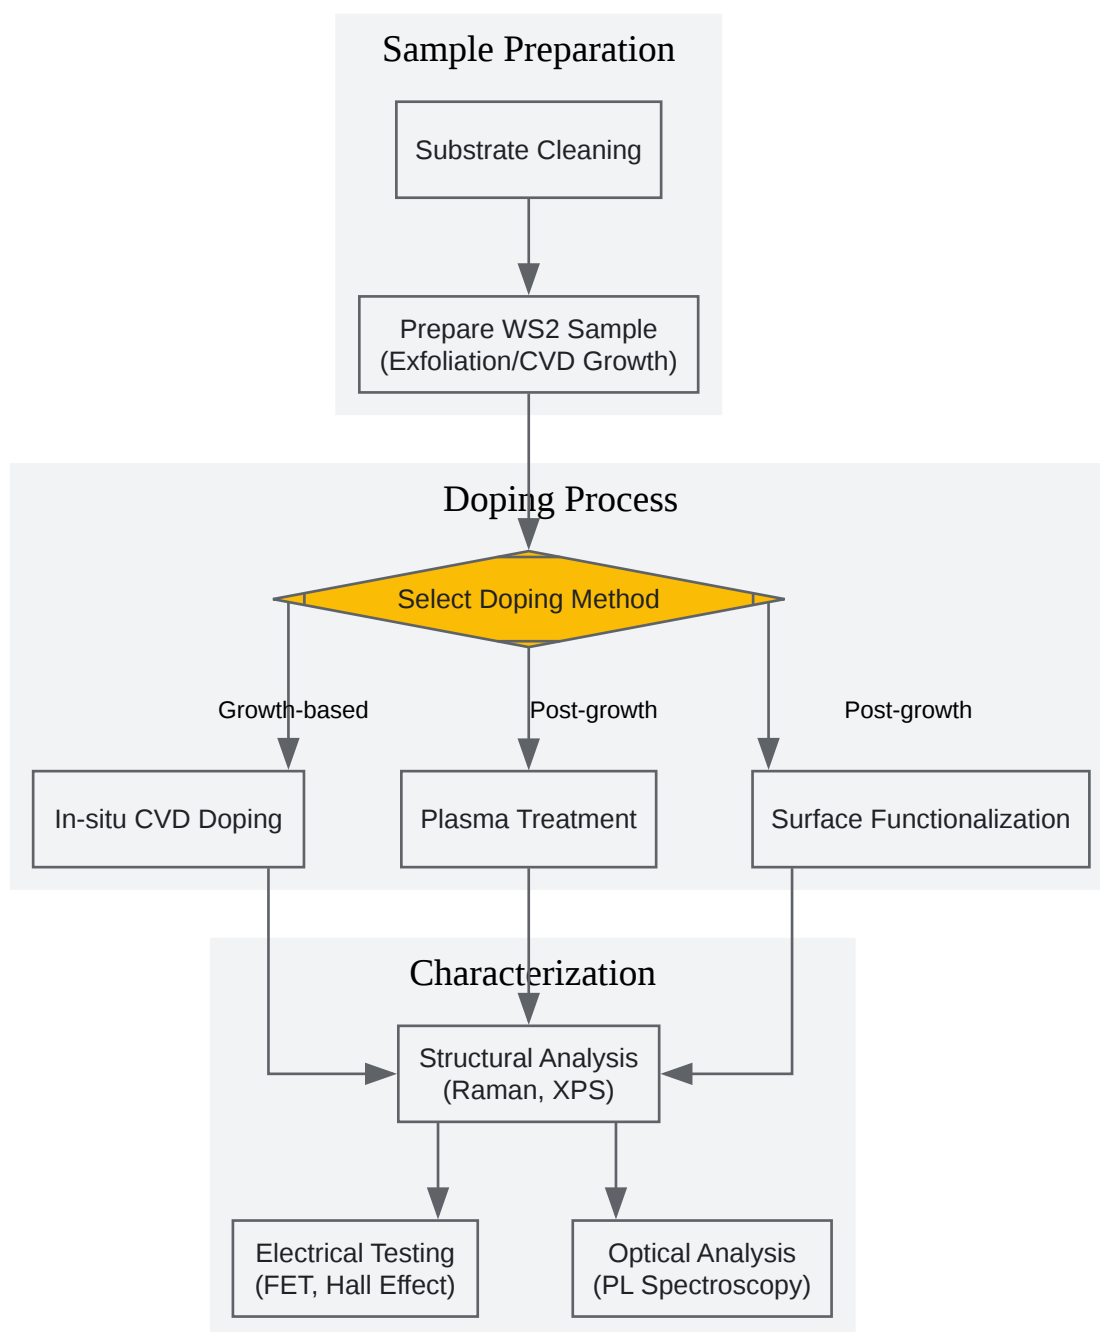 Sample Preparation
Substrate Cleaning
Prepare WS2 Sample
(Exfoliation/CVD Growth)
Doping Process
Select Doping Method
Growth-based
Post-growth
Post-growth
In-situ CVD Doping
Plasma Treatment
Surface Functionalization
Characterization
Structural Analysis
(Raman, XPS)
Electrical Testing
(FET, Hall Effect)
Optical Analysis
(PL Spectroscopy)